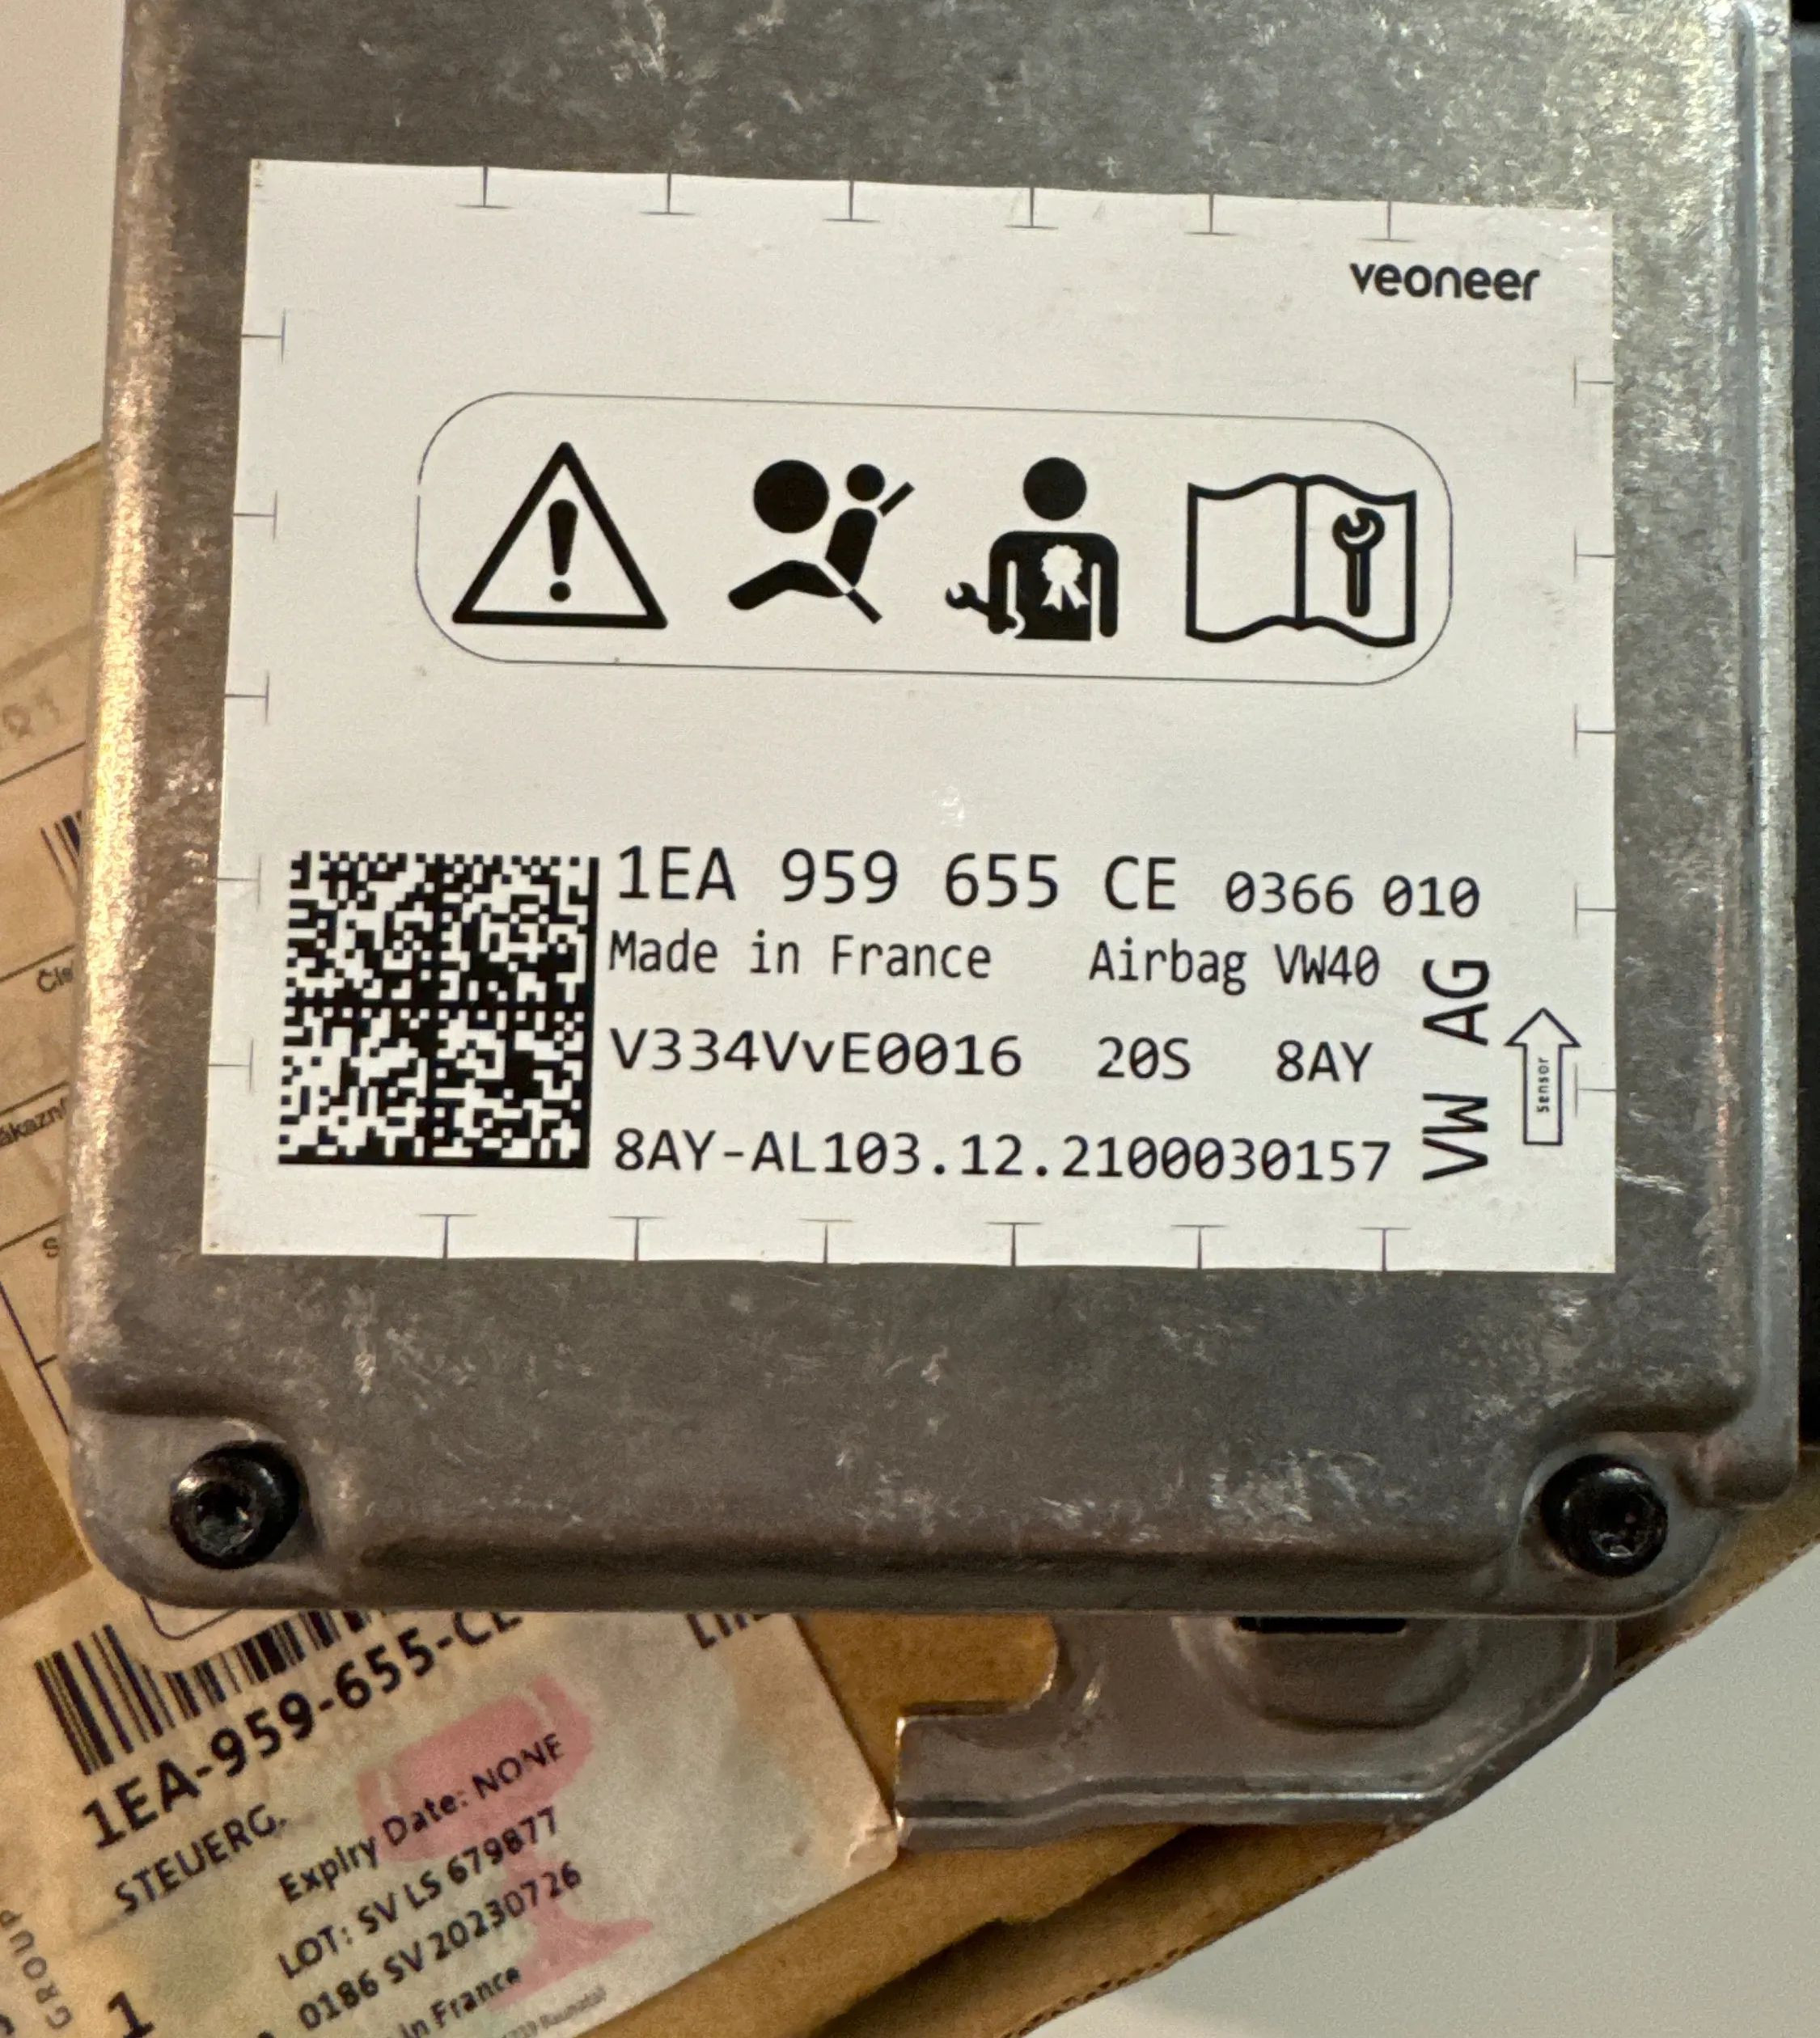 veoneer
1EA 959 655 CE 0366 010
Made in France Airbag VW40
V334VvE0016 20S 8AY
8AY-AL103.12.2100030157
VW AG
Sensor
1EA-959-655-CE
STEUERG.
Expiry Date: NONE
LOT: SV LS 679877
0186 SV 20230726
in France
GROUP
1